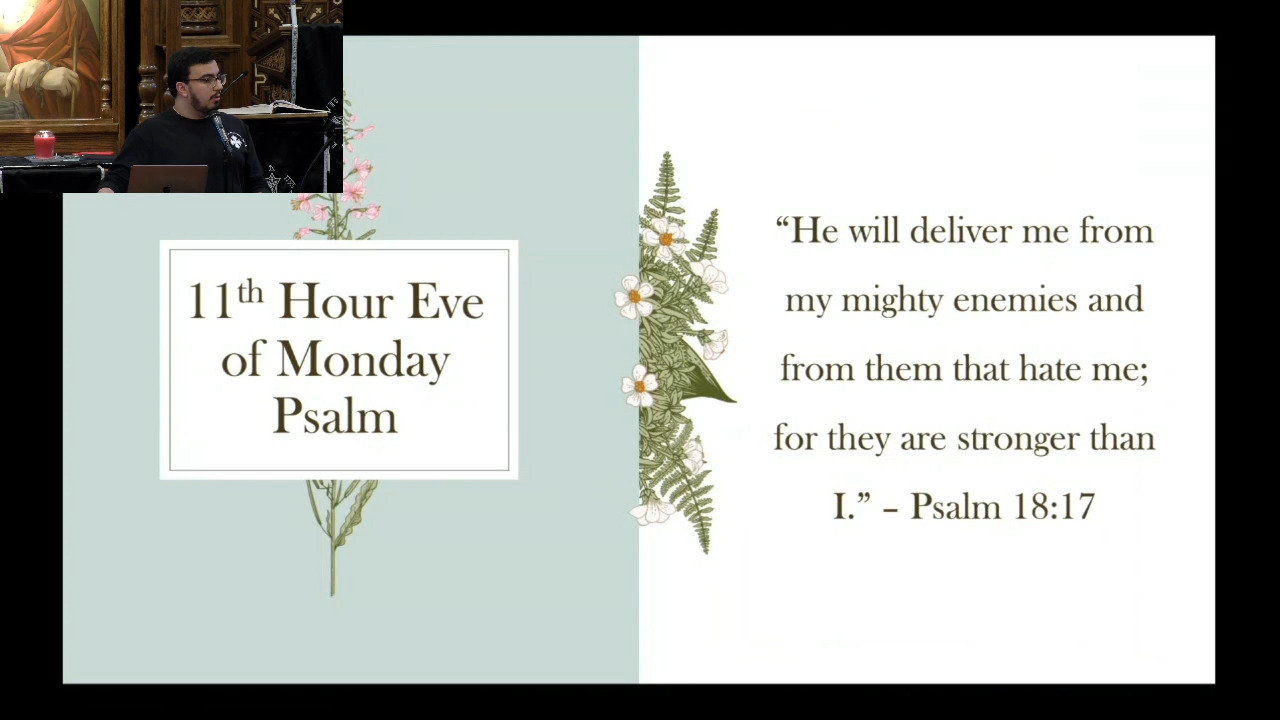 11th Hour Eve
of Monday
Psalm
“He will deliver me from
my mighty enemies and
from them that hate me;
for they are stronger than
I.” – Psalm 18:17